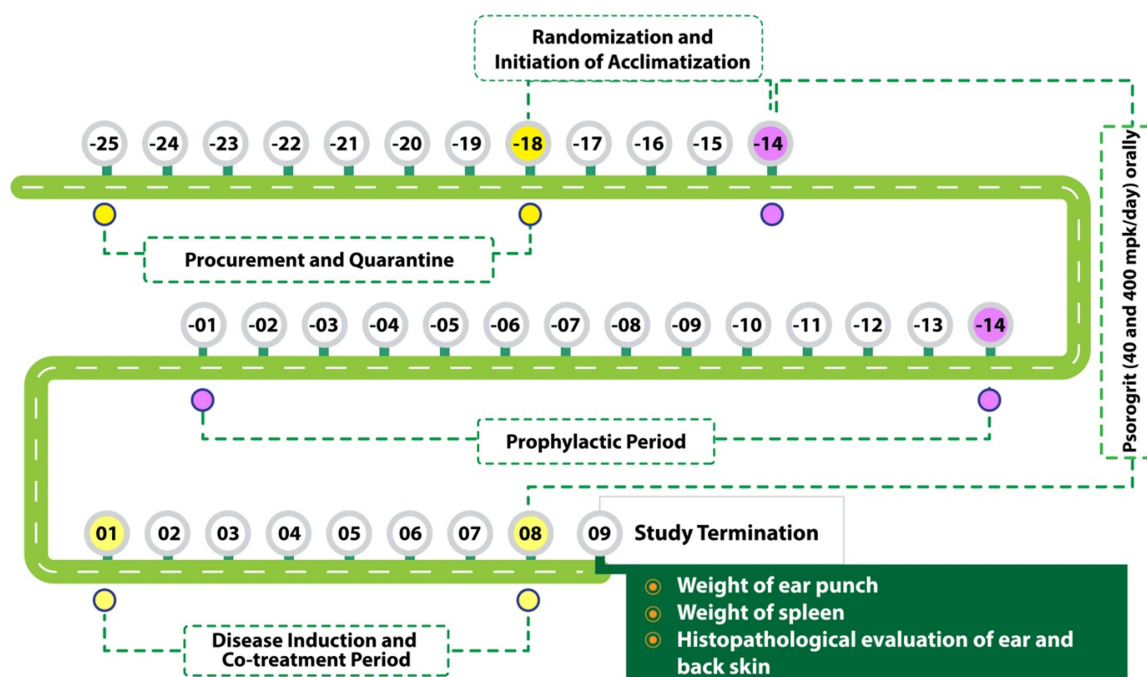 Randomization and
Initiation of Acclimatization
-25 -24 -23 -22 -21 -20 -19 -18 -17 -16 -15 -14
Procurement and Quarantine
-01 -02 -03 -04 -05 -06 -07 -08 -09 -10 -11 -12 -13 -14
Prophylactic Period
Psorogrit (40 and 400 mpk/day) orally
01 02 03 04 05 06 07 08 09 Study Termination
Weight of ear punch
Weight of spleen
Histopathological evaluation of ear and
back skin
Disease Induction and
Co-treatment Period